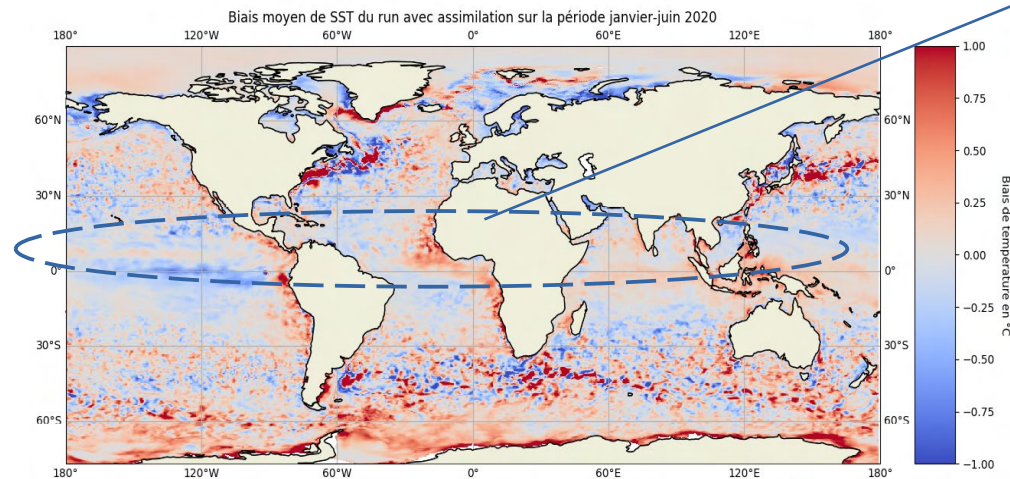 Biais moyen de SST du run avec assimilation sur la période janvier-juin 2020
180° 120°W 60°W 0° 60°E 120°E 180°
60°N 60°N
30°N 30°N
0° 0°
30°S 30°S
60°S 60°S
180° 120°W 60°W 0° 60°E 120°E 180°
1.00
0.75
0.50
0.25
0.00
−0.25
−0.50
−0.75
−1.00
Biais de temperature en °C